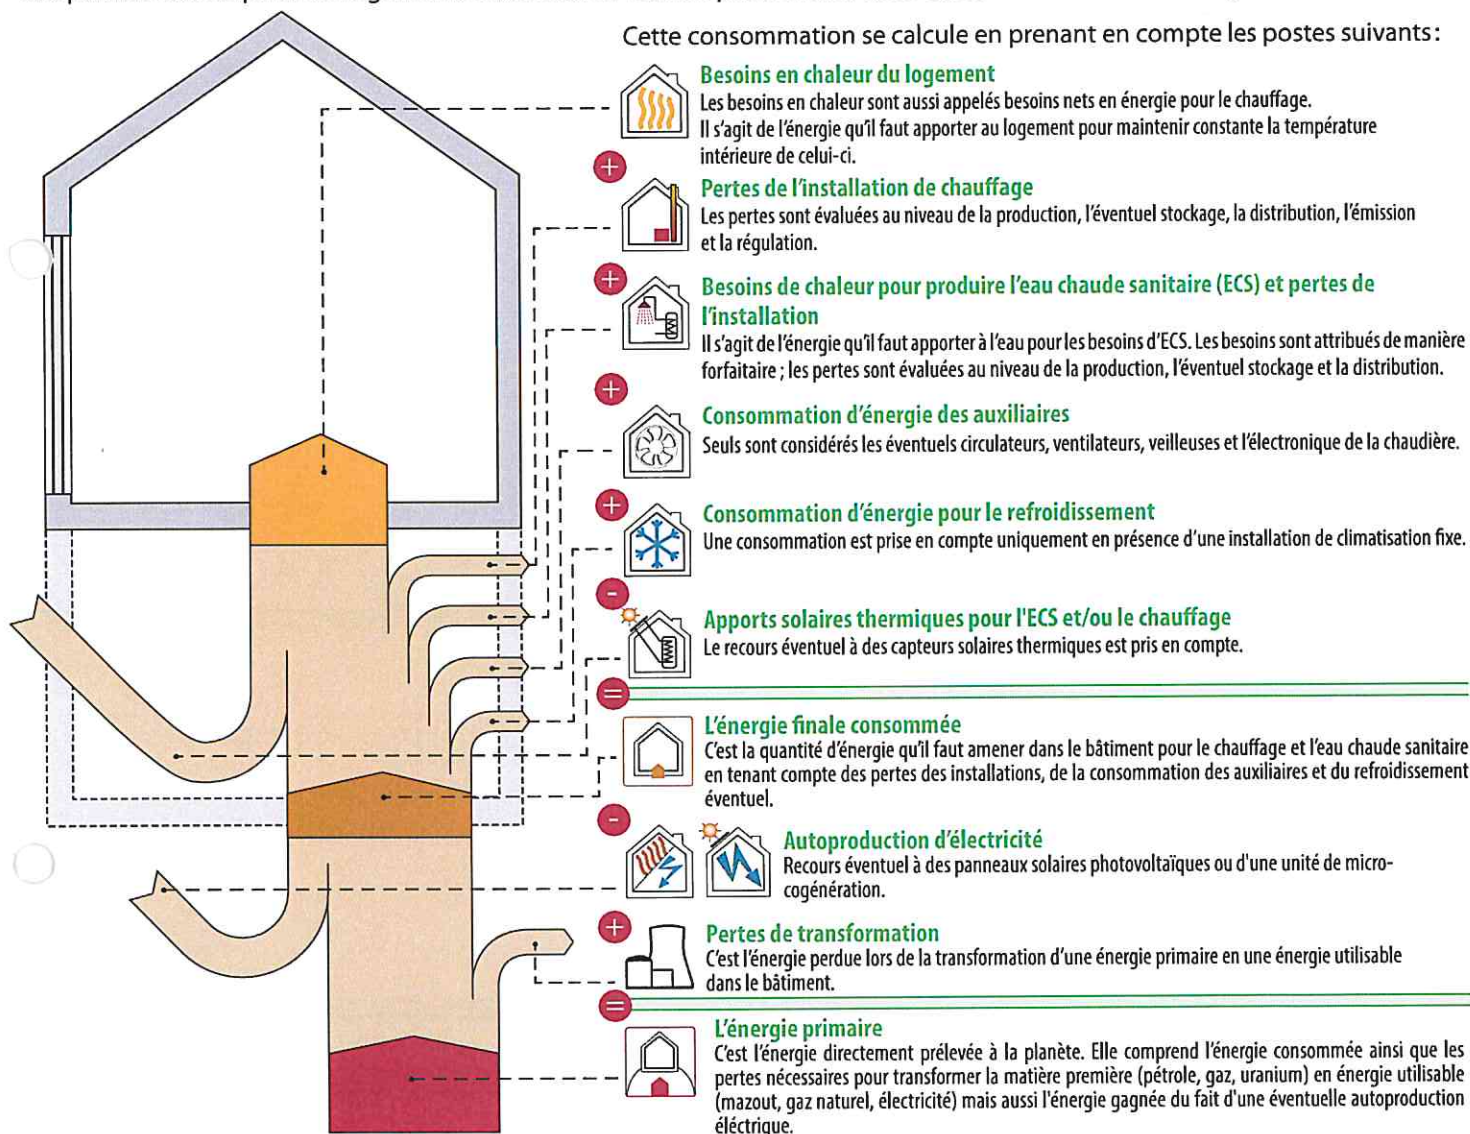 Cette consommation se calcule en prenant en compte les postes suivants:
Besoins en chaleur du logement
Les besoins en chaleur sont aussi appelés besoins nets en énergie pour le chauffage.
Il s'agit de l'énergie qu'il faut apporter au logement pour maintenir constante la température
intérieure de celui-ci.
+
Pertes de l'installation de chauffage
Les pertes sont évaluées au niveau de la production, l'éventuel stockage, la distribution, l'émission
et la régulation.
+
Besoins de chaleur pour produire l'eau chaude sanitaire (ECS) et pertes de
l'installation
Il s'agit de l'énergie qu'il faut apporter à l'eau pour les besoins d'ECS. Les besoins sont attribués de manière
forfaitaire ; les pertes sont évaluées au niveau de la production, l'éventuel stockage et la distribution.
+
Consommation d'énergie des auxiliaires
Seuls sont considérés les éventuels circulateurs, ventilateurs, veilleuses et l'électronique de la chaudière.
+
Consommation d'énergie pour le refroidissement
Une consommation est prise en compte uniquement en présence d'une installation de climatisation fixe.
-
Apports solaires thermiques pour l'ECS et/ou le chauffage
Le recours éventuel à des capteurs solaires thermiques est pris en compte.
=
L'énergie finale consommée
C'est la quantité d'énergie qu'il faut amener dans le bâtiment pour le chauffage et l'eau chaude sanitaire
en tenant compte des pertes des installations, de la consommation des auxiliaires et du refroidissement
éventuel.
-
Autoproduction d'électricité
Recours éventuel à des panneaux solaires photovoltaïques ou d'une unité de micro-
cogénération.
+
Pertes de transformation
C'est l'énergie perdue lors de la transformation d'une énergie primaire en une énergie utilisable
dans le bâtiment.
=
L'énergie primaire
C'est l'énergie directement prélevée à la planète. Elle comprend l'énergie consommée ainsi que les
pertes nécessaires pour transformer la matière première (pétrole, gaz, uranium) en énergie utilisable
(mazout, gaz naturel, électricité) mais aussi l'énergie gagnée du fait d'une éventuelle autoproduction
éléctrique.